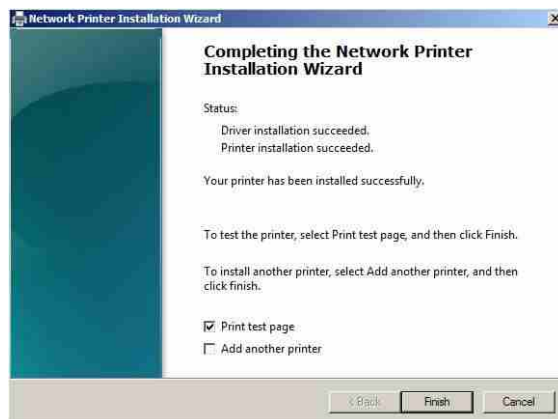 Network Printer Installation Wizard
Completing the Network Printer
Installation Wizard
Status:
Driver installation succeeded.
Printer installation succeeded.
Your printer has been installed successfully.
To test the printer, select Print test page, and then click Finish.
To install another printer, select Add another printer, and then
click finish.
Print test page
Add another printer
< Back Finish Cancel